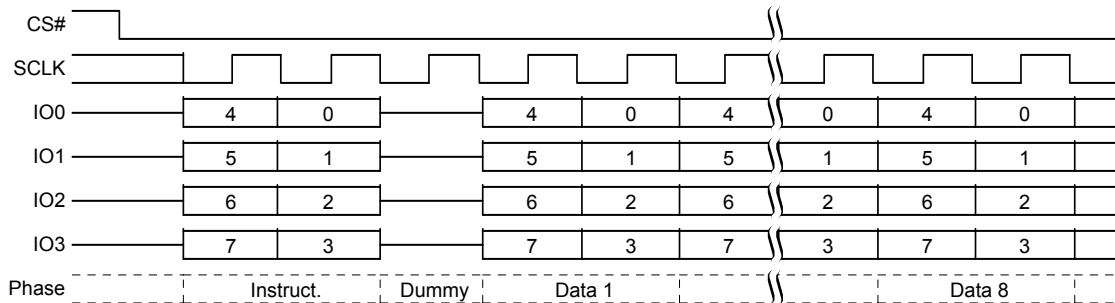 CS#
SCLK
IO0 4 0 4 0 4 0 4 0
IO1 5 1 5 1 5 1 5 1
IO2 6 2 6 2 6 2 6 2
IO3 7 3 7 3 7 3 7 3
Phase Instruct. Dummy Data 1 Data 8